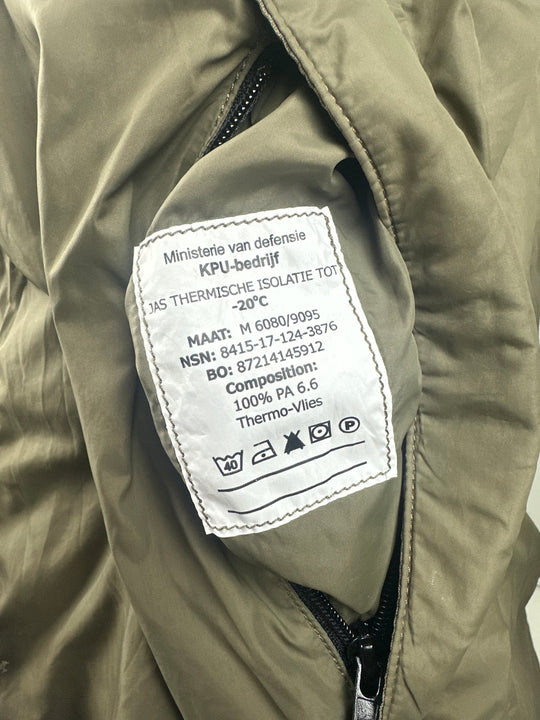 Ministerie van defensie
KPU-bedrijf
JAS THERMISCHE ISOLATIE TOT
-20°C
MAAT: M 6080/9095
NSN: 8415-17-124-3876
BO: 87214145912
Composition:
100% PA 6.6
Thermo-Vlies
40 P